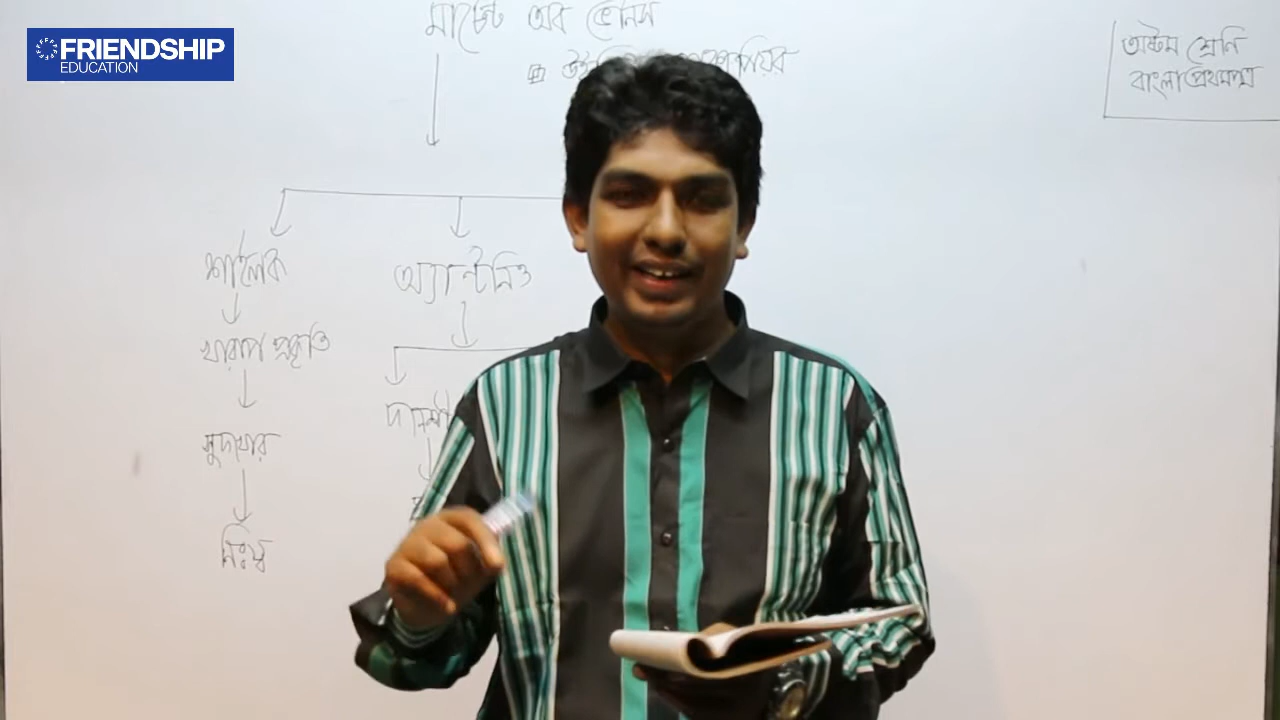 FRIENDSHIP
EDUCATION
মার্চেন্ট অব ভেনিস
অষ্টম শ্রেণি
বাংলা প্রথমপত্র
শাইলক
অ্যান্টনিও
খারাপ প্রকৃতি
সুদখোর
নিঃস্ব